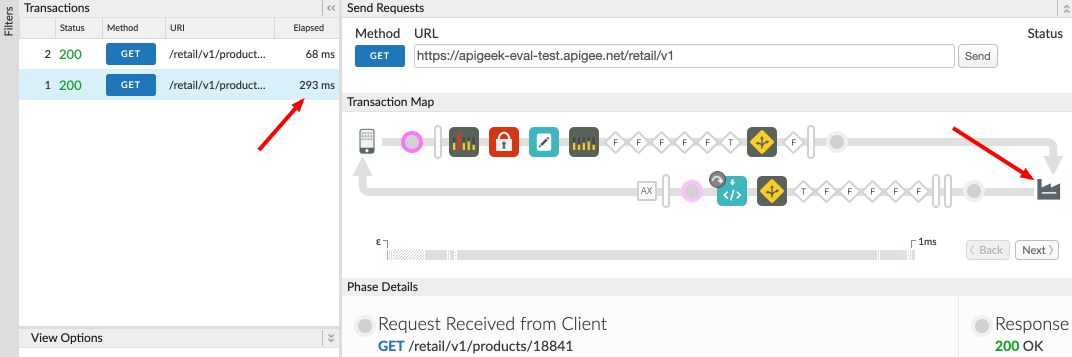 Filters
Transactions
Status Method URI Elapsed
2 200 GET /retail/v1/product... 68 ms
1 200 GET /retail/v1/product... 293 ms
View Options
Send Requests
Method URL Status
GET https://apigeek-eval-test.apigee.net/retail/v1 Send
Transaction Map
F F F F F T F
AX </> T F F F F F
ε 1ms
Back Next
Phase Details
Request Received from Client
GET /retail/v1/products/18841
Response
200 OK